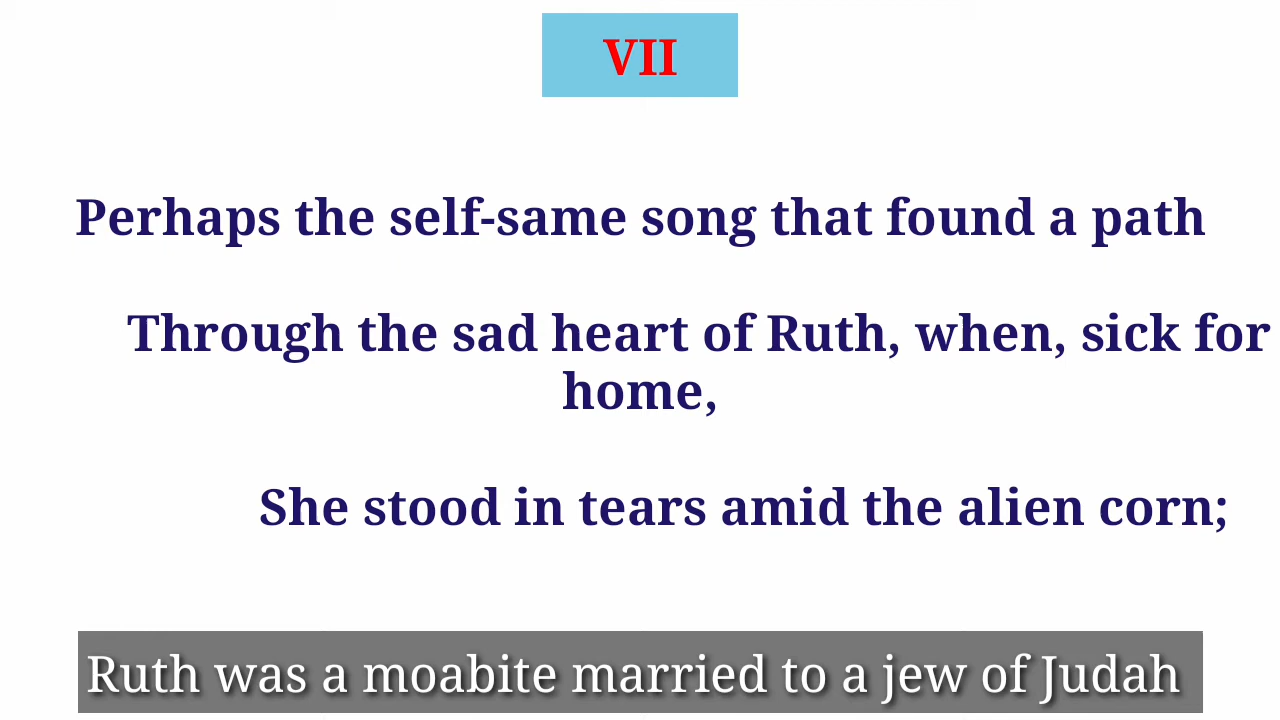 VII
Perhaps the self-same song that found a path
Through the sad heart of Ruth, when, sick for
home,
She stood in tears amid the alien corn;
Ruth was a moabite married to a jew of Judah